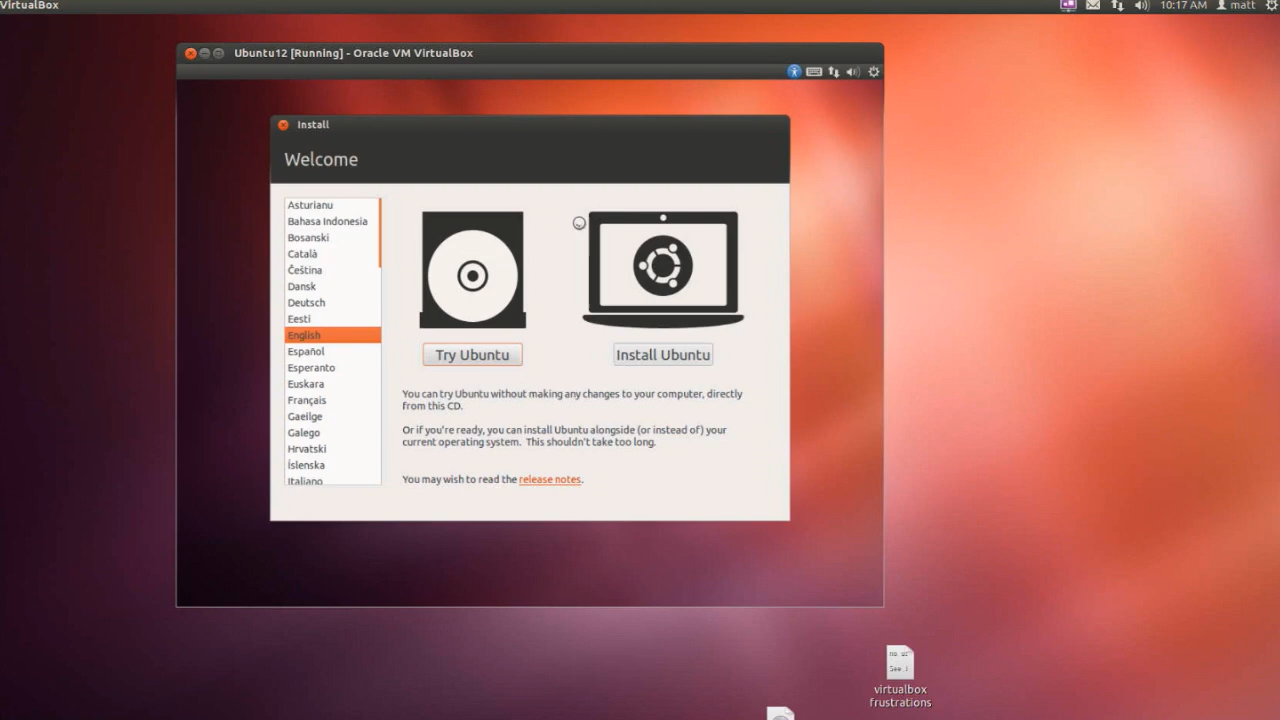 VirtualBox
10:17 AM
matt
Ubuntu12 [Running] - Oracle VM VirtualBox
Install
Welcome
Asturianu
Bahasa Indonesia
Bosanski
Català
Čeština
Dansk
Deutsch
Eesti
English
Español
Esperanto
Euskara
Français
Gaeilge
Galego
Hrvatski
Íslenska
Italiano
Try Ubuntu
Install Ubuntu
You can try Ubuntu without making any changes to your computer, directly
from this CD.
Or if you're ready, you can install Ubuntu alongside (or instead of) your
current operating system. This shouldn't take too long.
You may wish to read the release notes.
virtualbox
frustrations